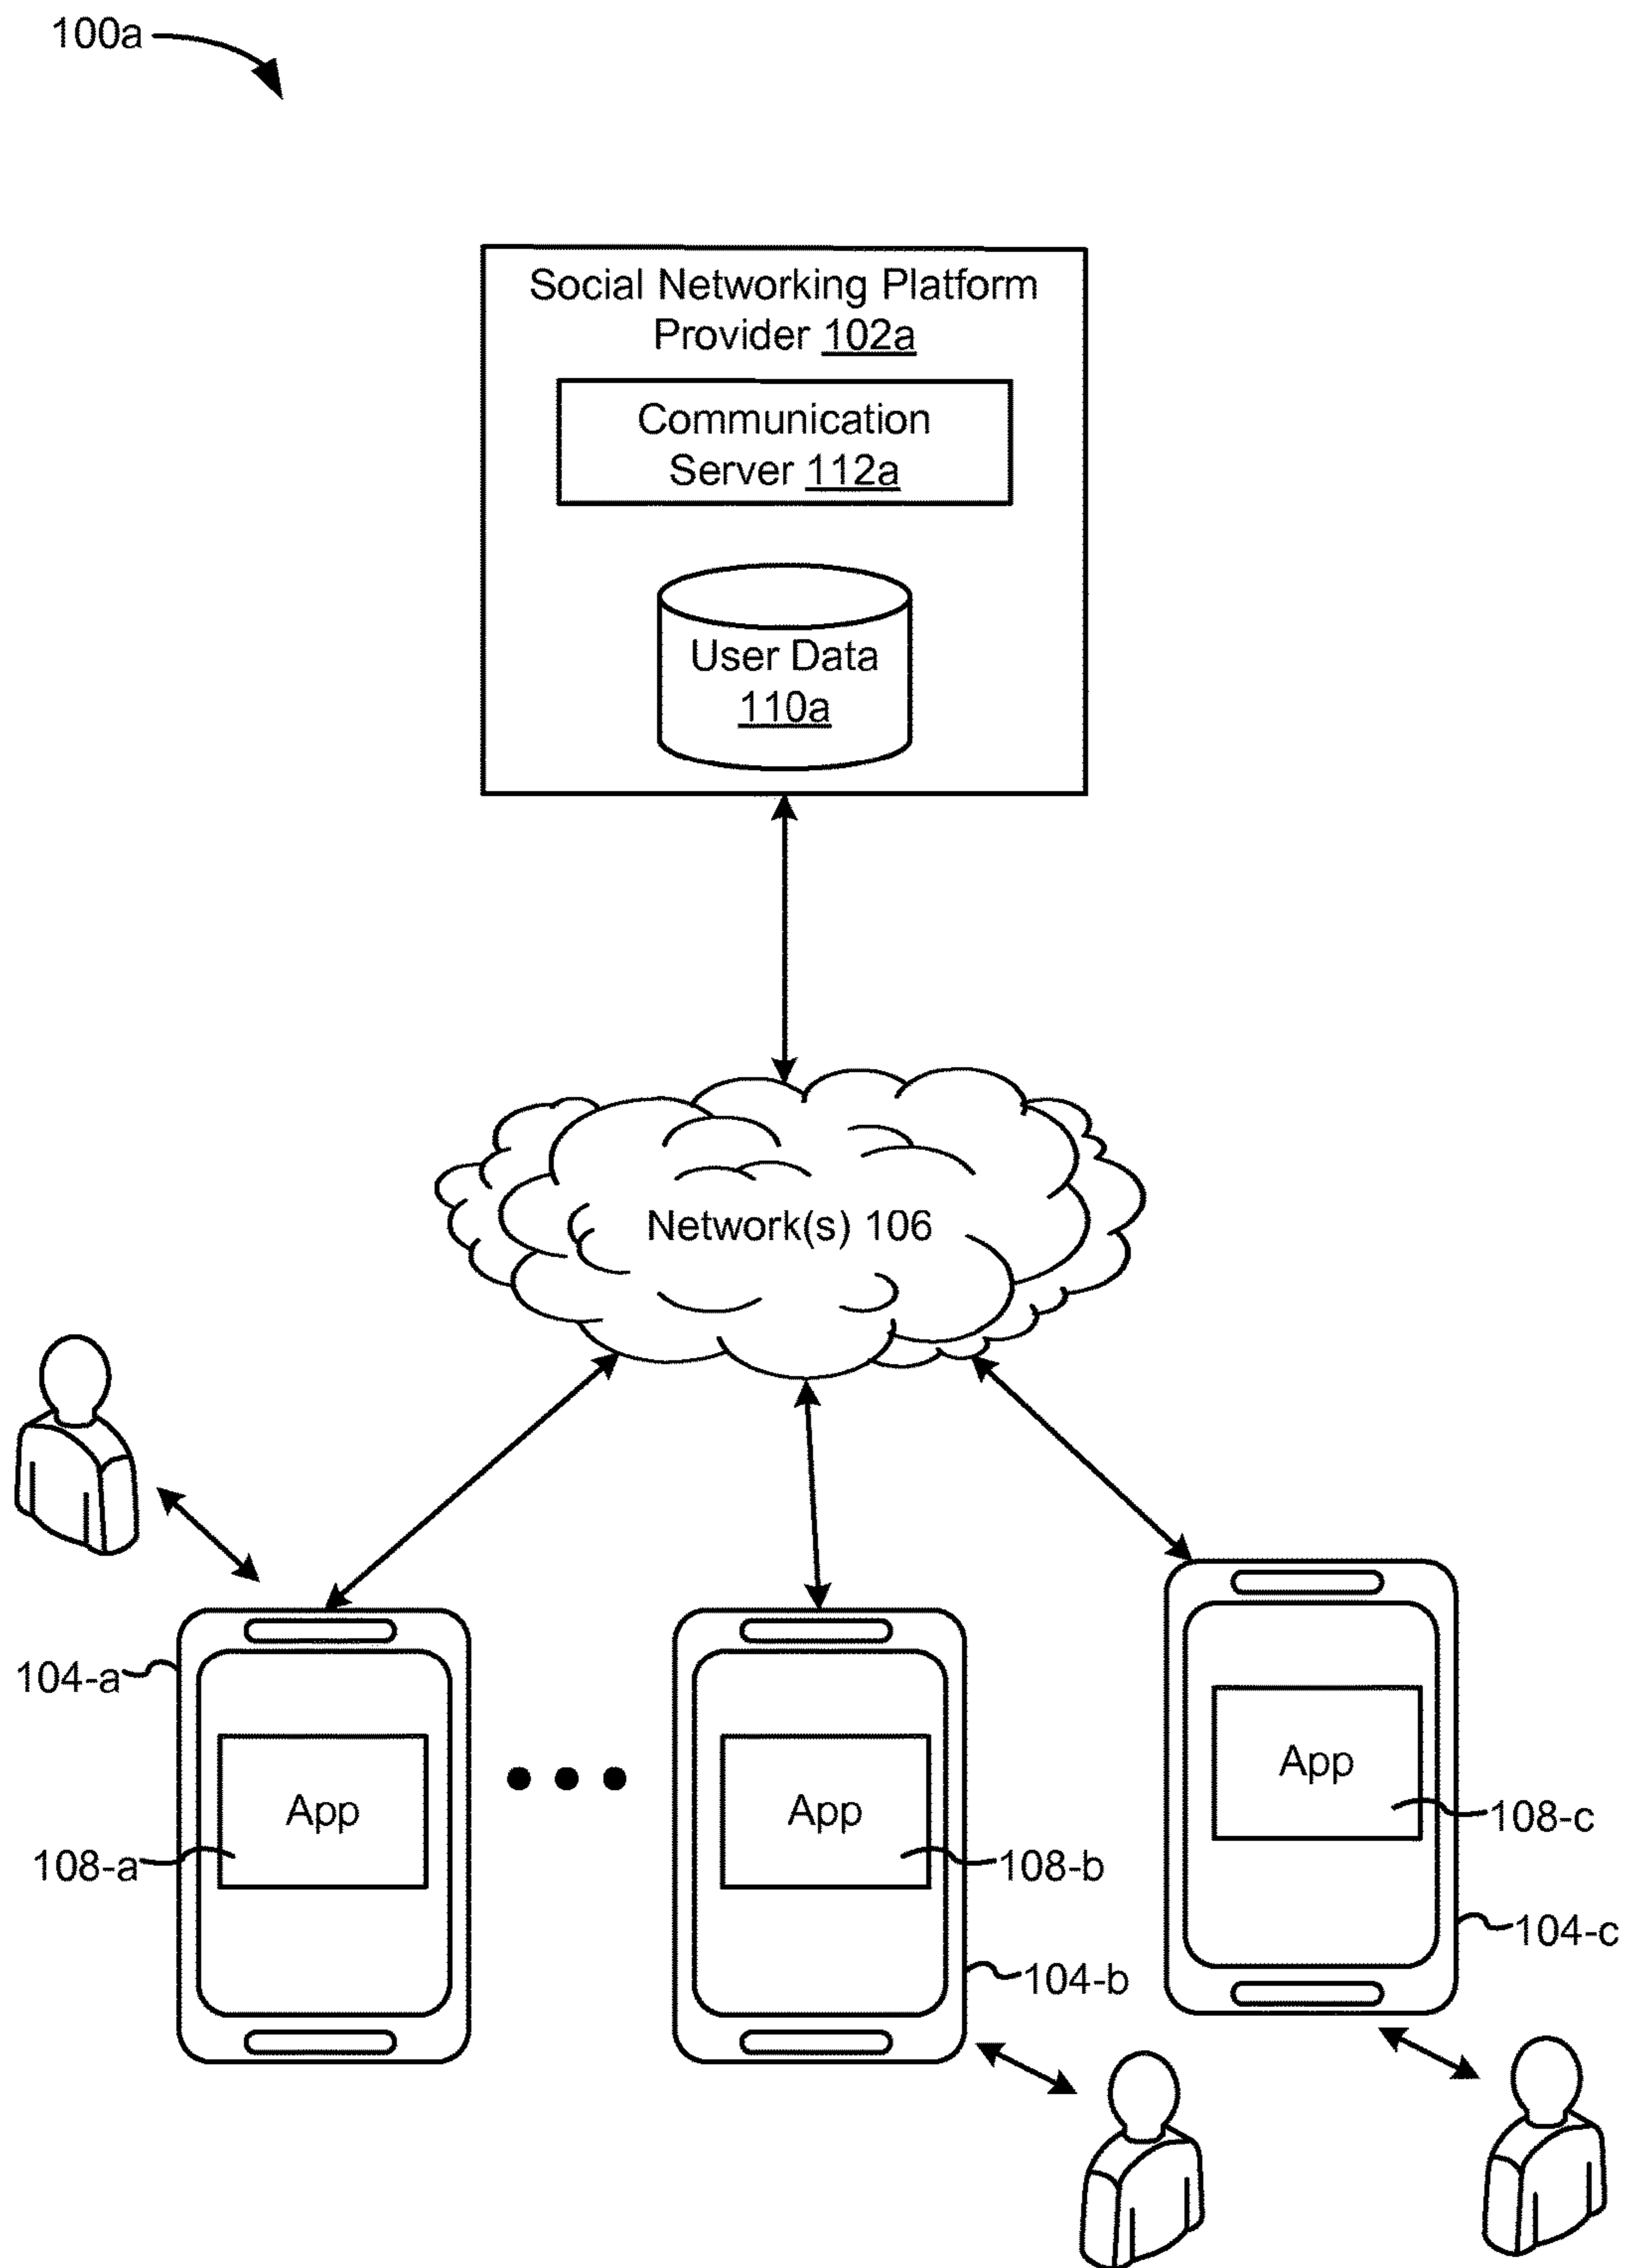 100a
Social Networking Platform
Provider 102a
Communication
Server 112a
User Data
110a
Network(s) 106
104-a
App
108-a
App
108-b
104-b
App
108-c
104-c